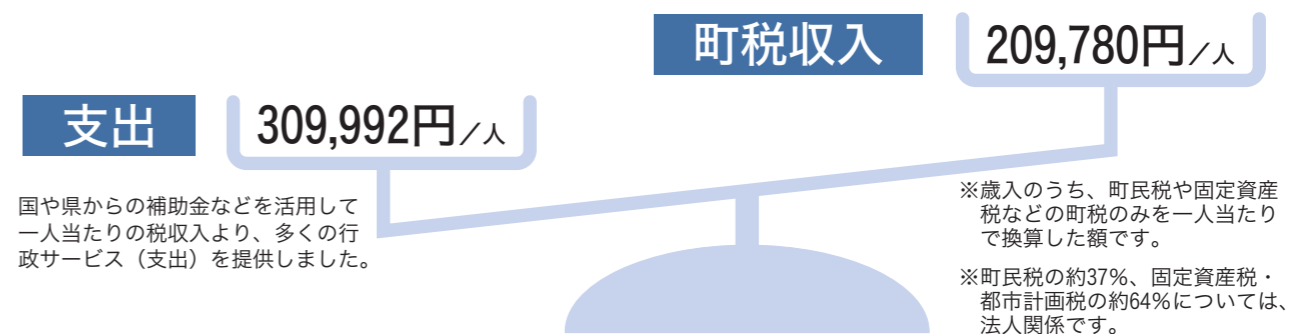 町税収入
209,780円／人
支出
309,992円／人
国や県からの補助金などを活用して
一人当たりの税収入より、多くの行
政サービス（支出）を提供しました。
※歳入のうち、町民税や固定資産
税などの町税のみを一人当たり
で換算した額です。
※町民税の約37%、固定資産税・
都市計画税の約64%については、
法人関係です。